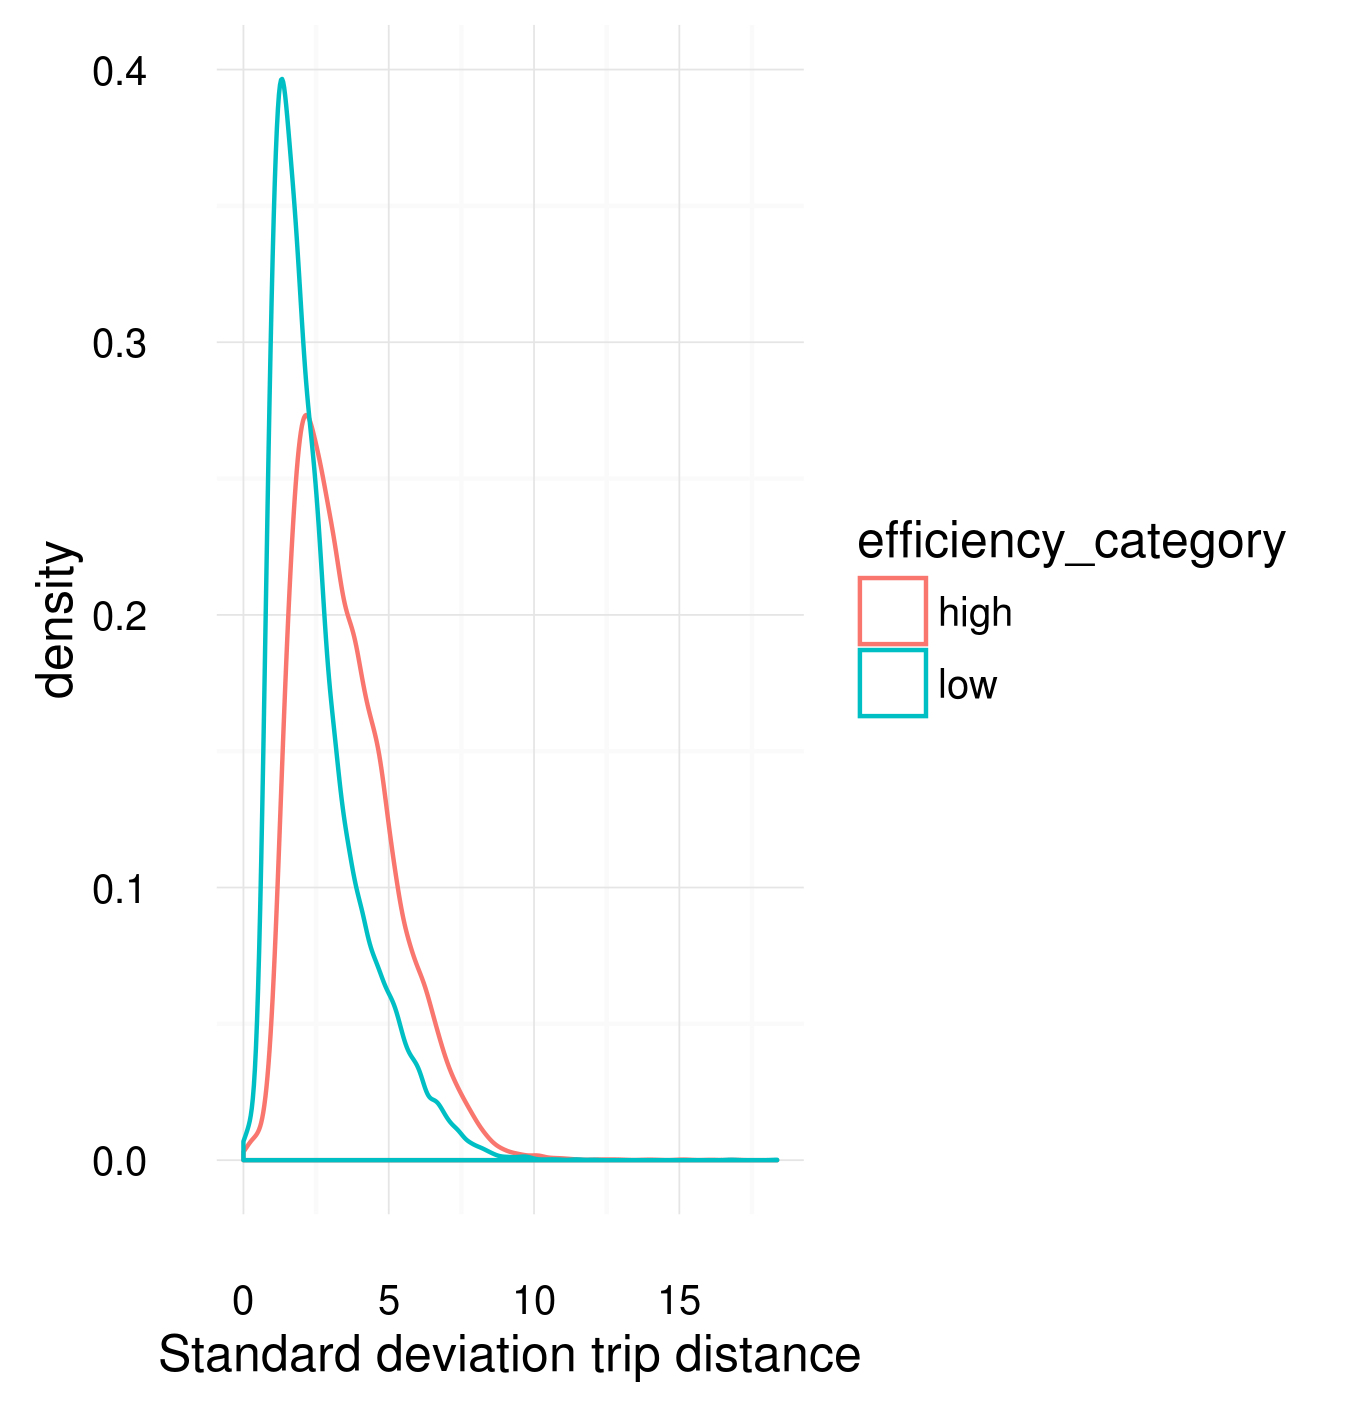 0.4
0.3
0.2
0.1
0.0
density
0 5 10 15
Standard deviation trip distance
efficiency_category
high
low